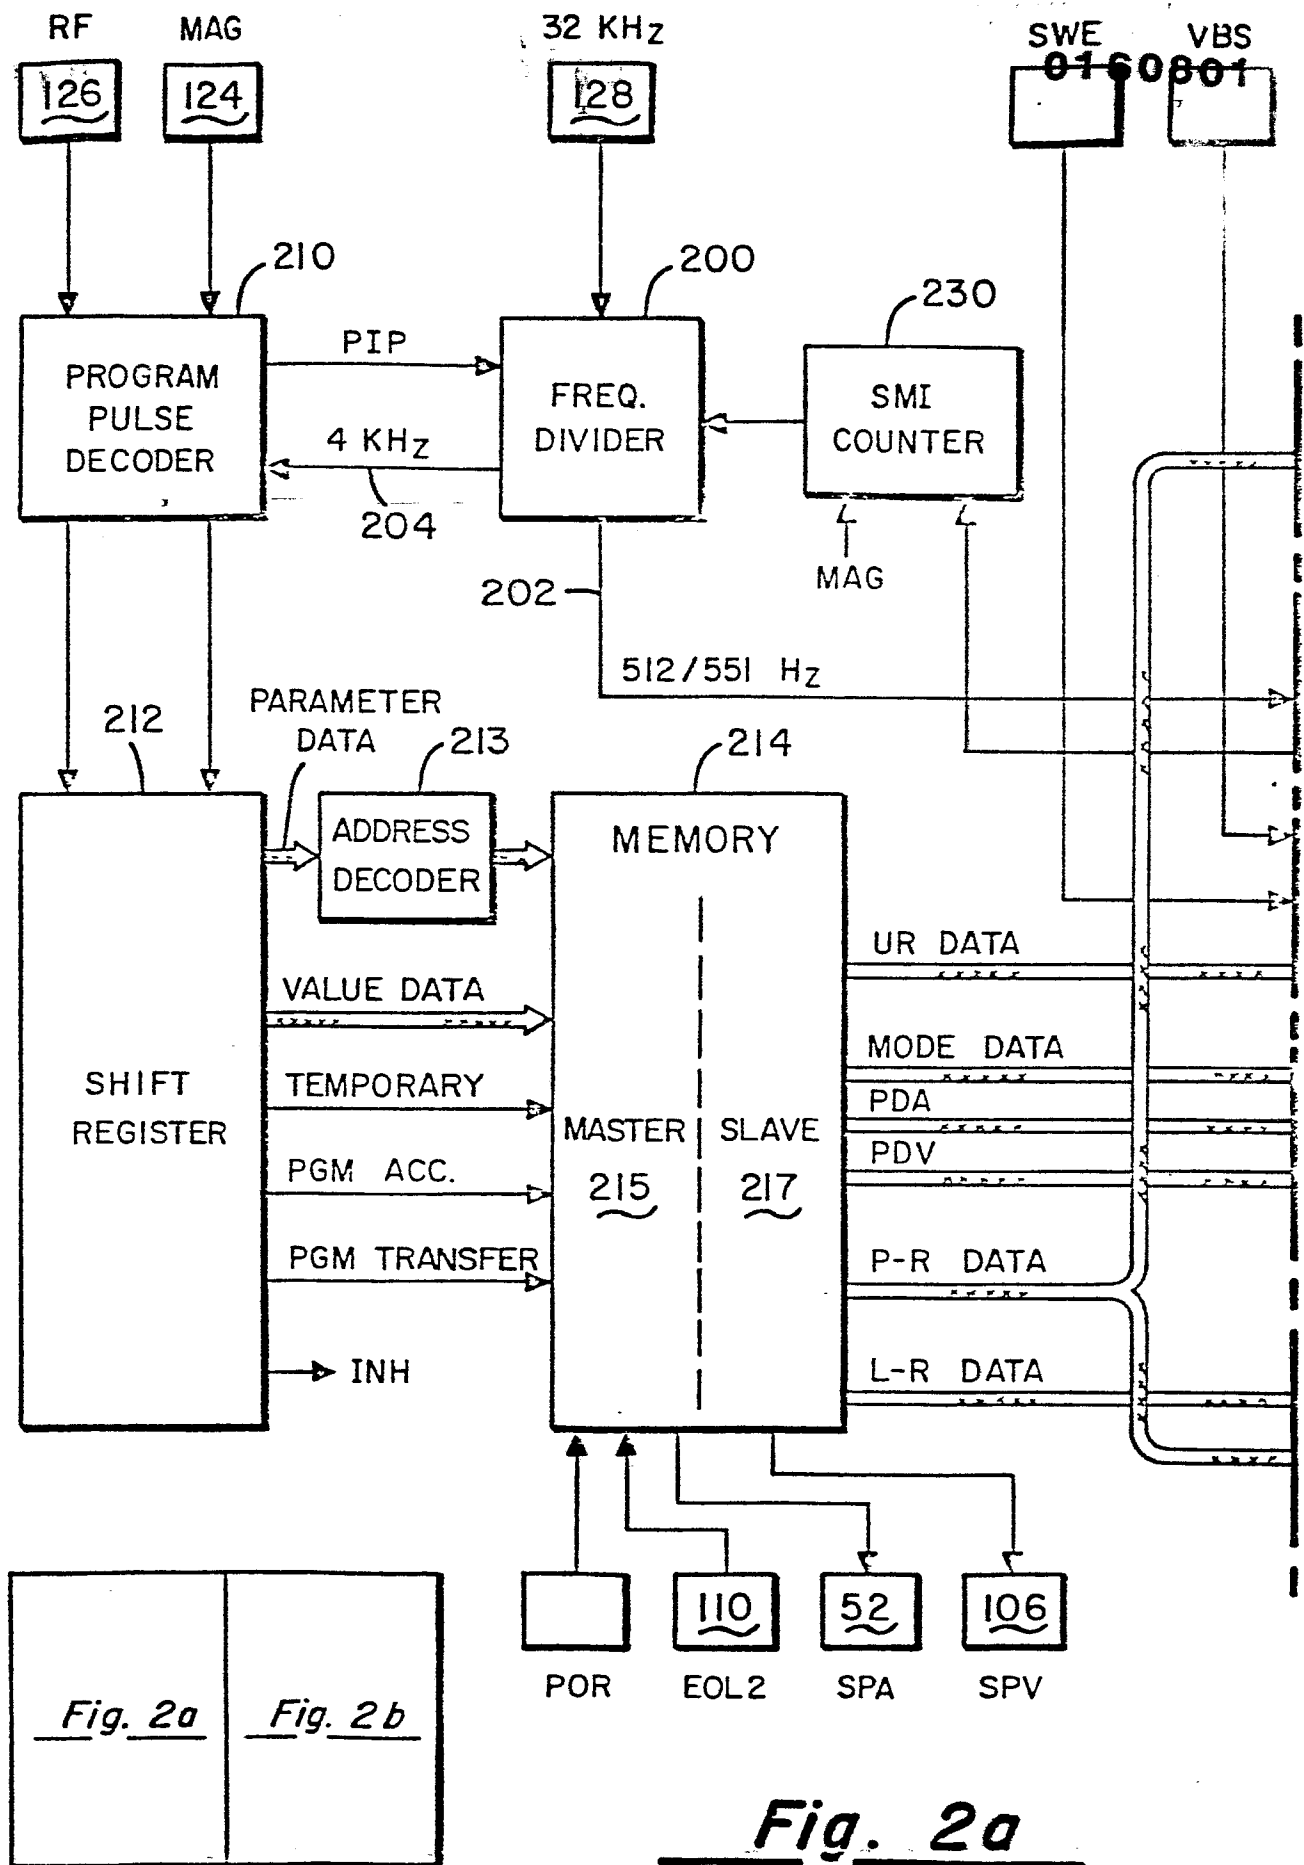 RF MAG 32 KHz SWE VBS
0160801
126 124 128
210 200 230
PROGRAM
PULSE
DECODER
PIP
4 KHz
204
FREQ.
DIVIDER
SMI
COUNTER
MAG
202
512/551 Hz
212
PARAMETER
DATA
213 214
ADDRESS
DECODER
MEMORY
SHIFT
REGISTER
VALUE DATA
TEMPORARY
PGM ACC.
PGM TRANSFER
INH
MASTER
215
SLAVE
217
UR DATA
MODE DATA
PDA
PDV
P-R DATA
L-R DATA
110 52 106
POR EOL2 SPA SPV
Fig. 2a Fig. 2b
Fig. 2a